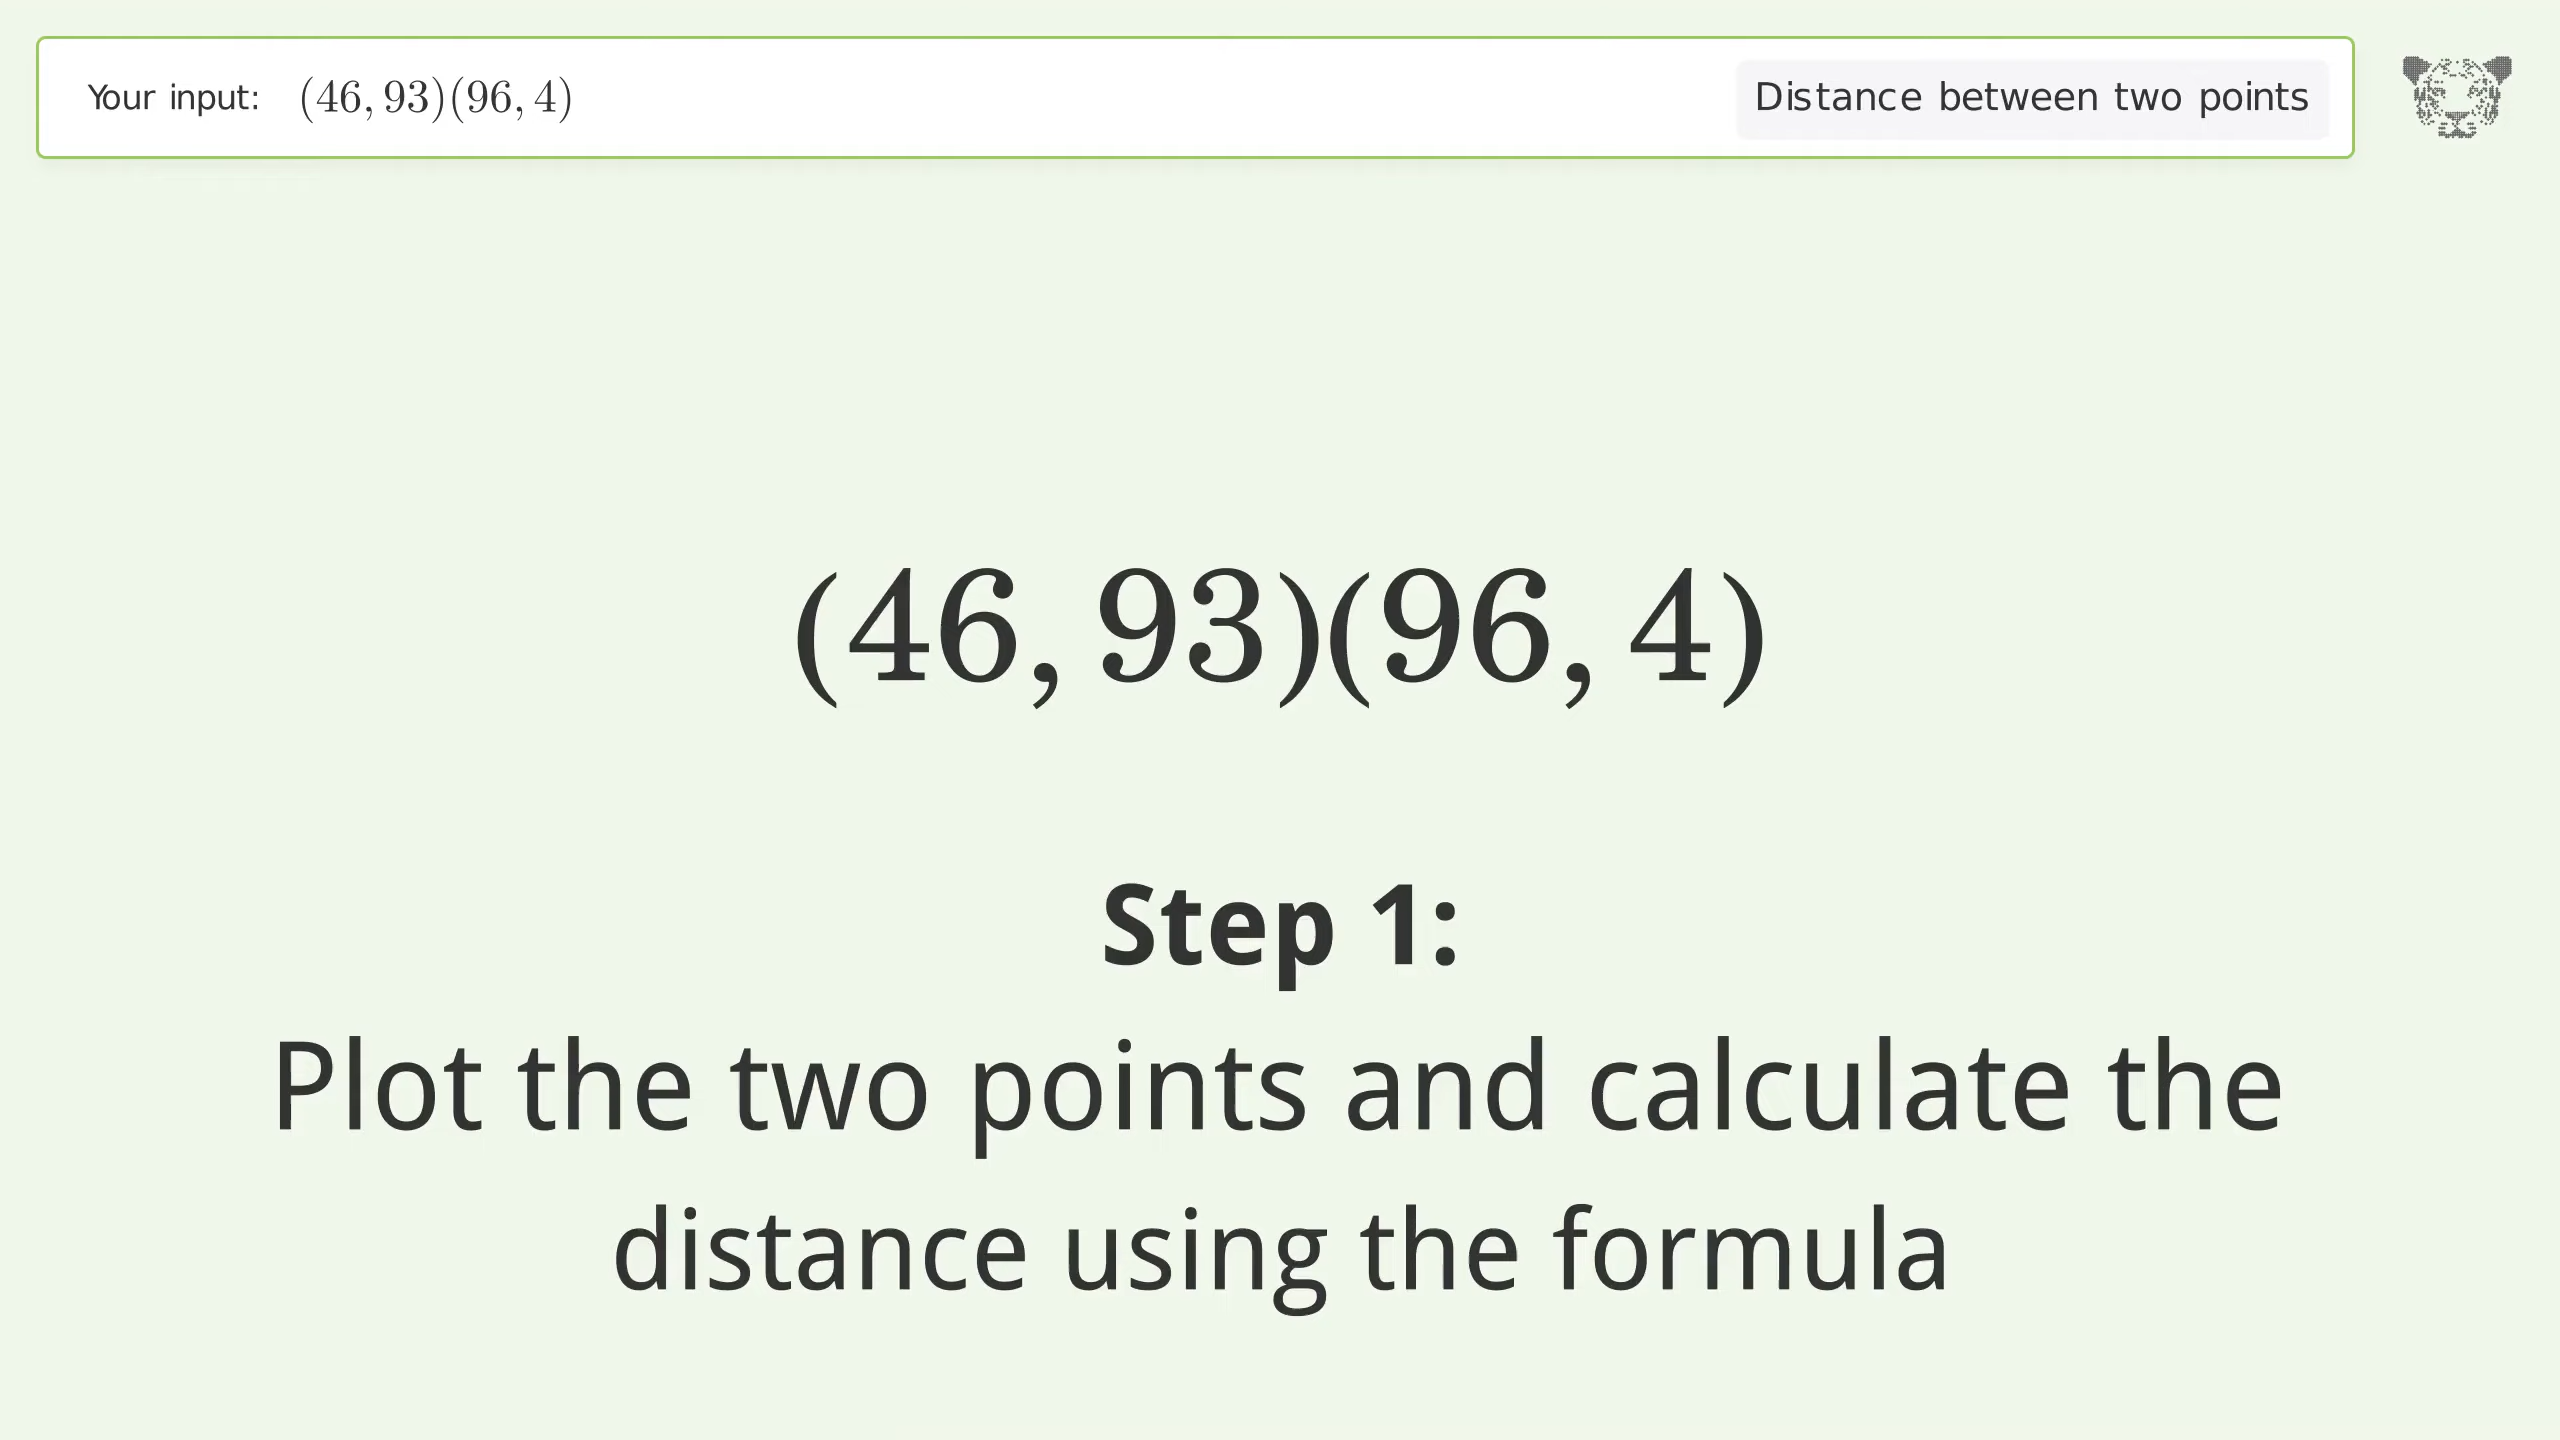 Your input: (46, 93)(96, 4) Distance between two points
(46, 93)(96, 4)
Step 1:
Plot the two points and calculate the
distance using the formula